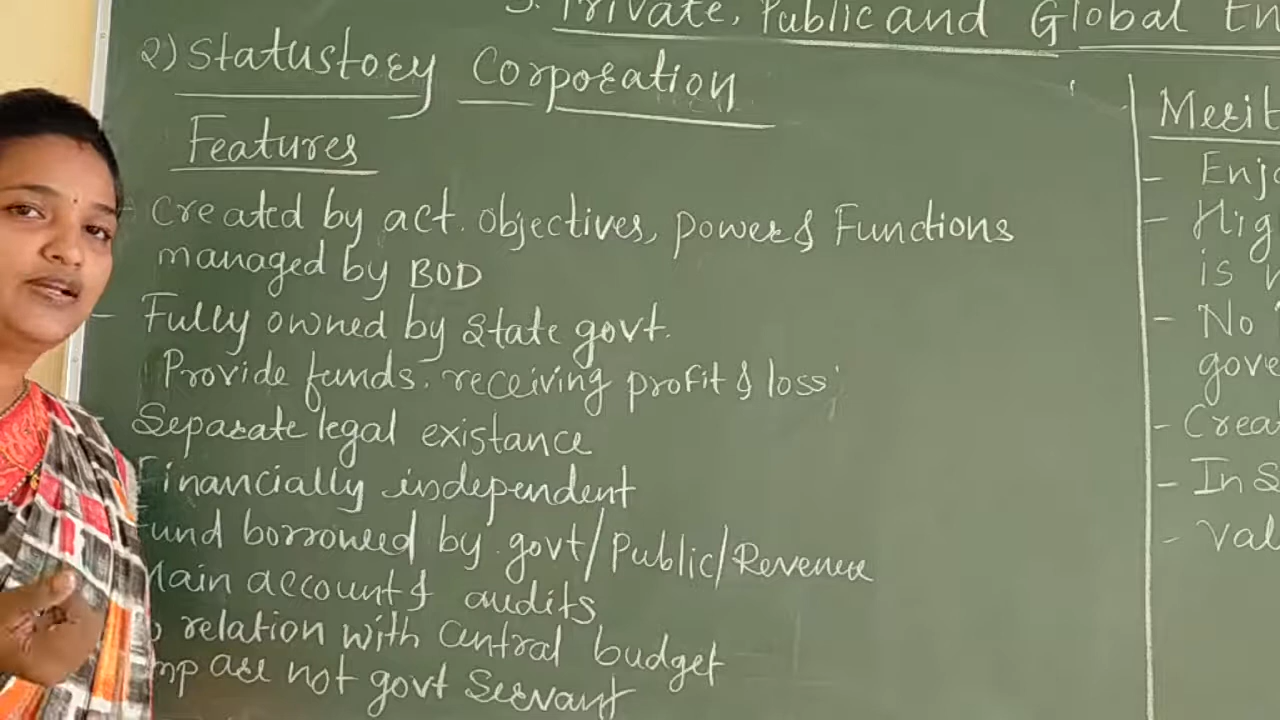 3. Private, Public and Global En
2) Statustory Corporation
Features
- Created by act. objectives, power & Functions
managed by BOD
- Fully owned by State govt.
Provide funds. receiving profit & loss
- Separate legal existance
Financially independent
Fund borrowed by govt/Public/Revenue
Main account & audits
relation with central budget
mp are not govt Servant
Merit
- Enjo
- Hig
is
- No
gove
- Crea
- In s
- Val